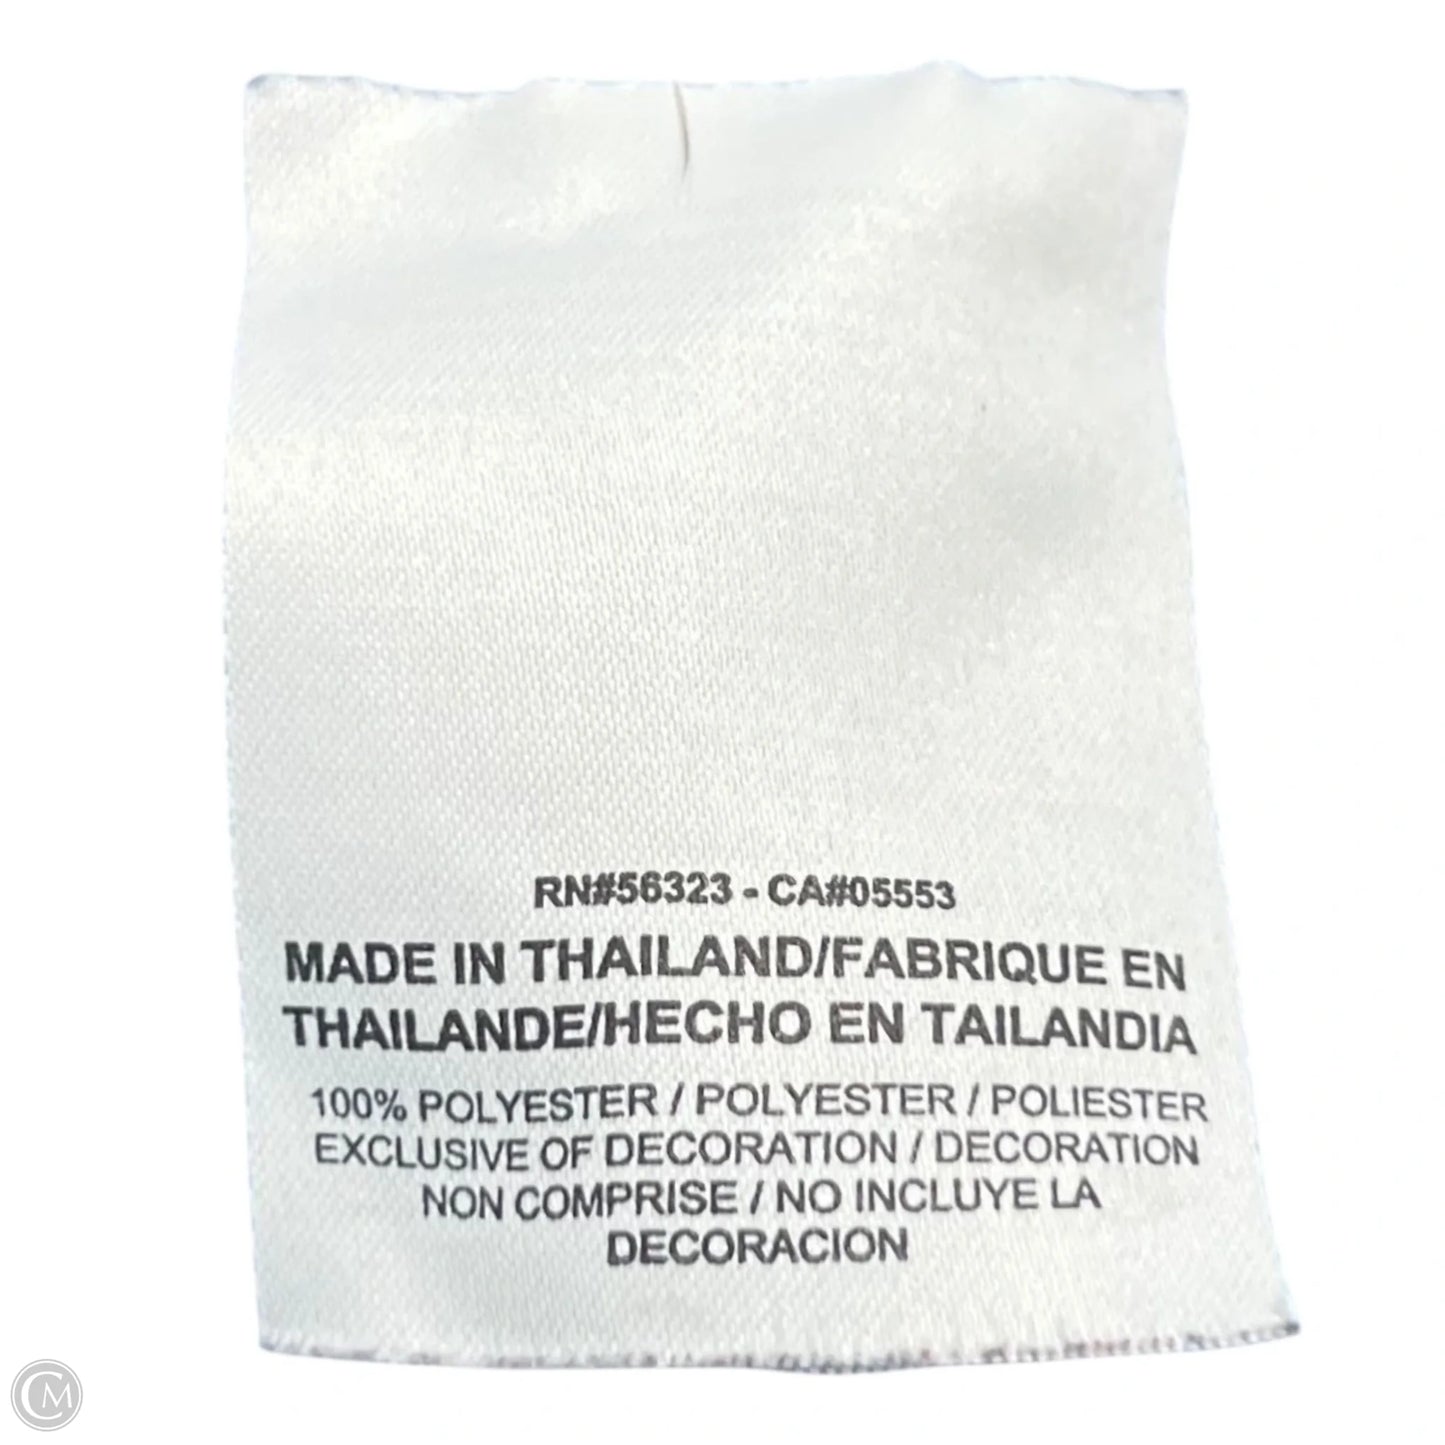 RN#56323 - CA#05553
MADE IN THAILAND/FABRIQUE EN
THAILANDE/HECHO EN TAILANDIA
100% POLYESTER / POLYESTER / POLIESTER
EXCLUSIVE OF DECORATION / DECORATION
NON COMPRISE / NO INCLUYE LA
DECORACION
CM